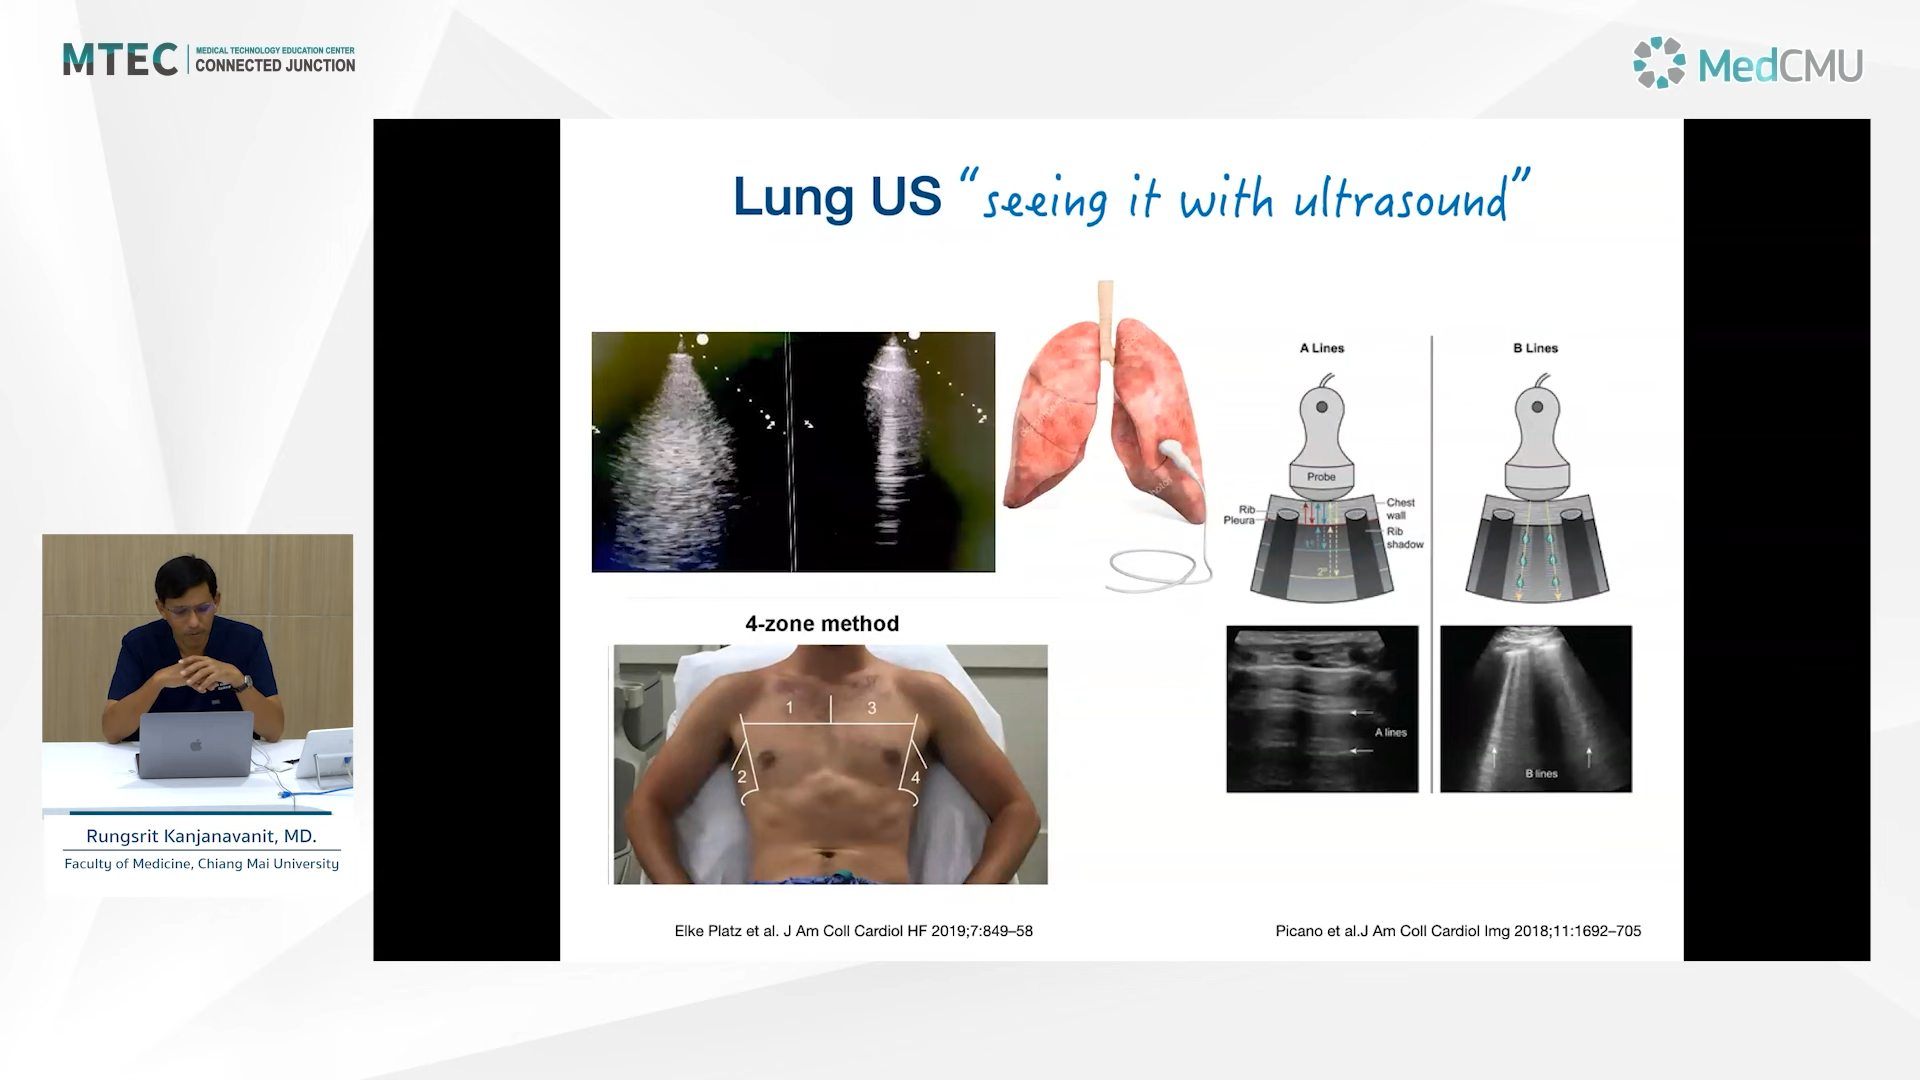 MTEC
MEDICAL TECHNOLOGY EDUCATION CENTER
CONNECTED JUNCTION
MedCMU
Lung US “seeing it with ultrasound”
A Lines
B Lines
Probe
Rib
Pleura
Chest
wall
Rib
shadow
1°
2°
A lines
B lines
4-zone method
1
3
2
4
Elke Platz et al. J Am Coll Cardiol HF 2019;7:849–58
Picano et al.J Am Coll Cardiol Img 2018;11:1692–705
Rungsrit Kanjanavanit, MD.
Faculty of Medicine, Chiang Mai University